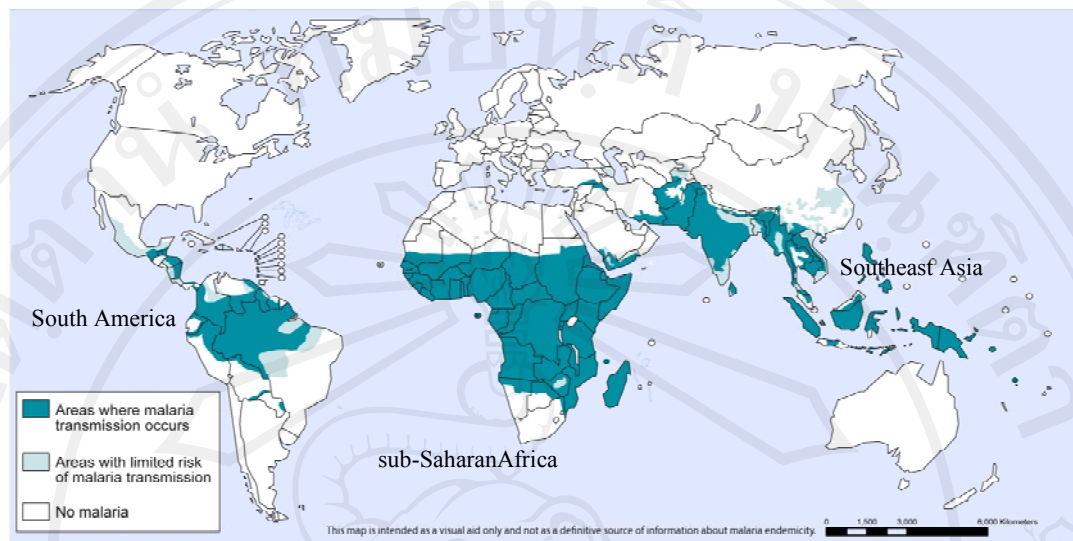 Southeast Asia
South America
Areas where malaria
transmission occurs
Areas with limited risk
of malaria transmission
No malaria
sub-SaharanAfrica
This map is intended as a visual aid only and not as a definitive source of information about malaria endemicity.
0 1,500 3,000 6,000 Kilometers